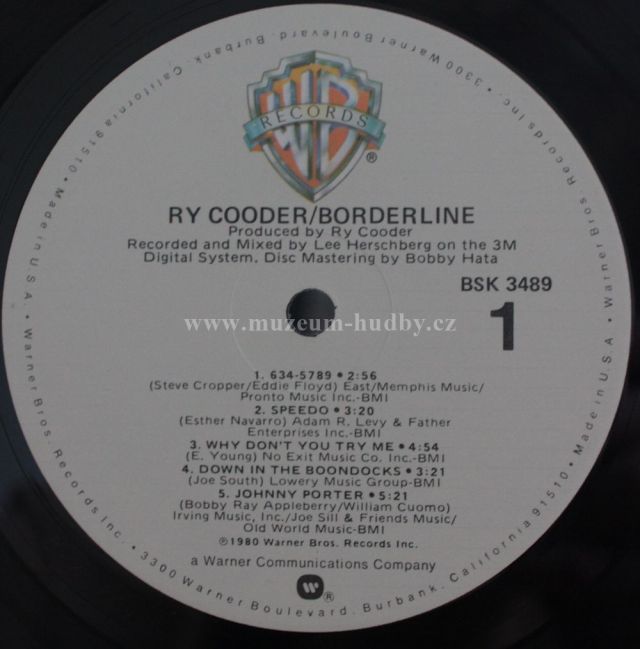 WB
RECORDS
®
RY COODER/BORDERLINE
Produced by Ry Cooder
Recorded and Mixed by Lee Herschberg on the 3M
Digital System. Disc Mastering by Bobby Hata
BSK 3489
1
www.muzeum-hudby.cz
1. 634-5789 • 2:56
(Steve Cropper/Eddie Floyd) East/Memphis Music/
Pronto Music Inc.-BMI
2. SPEEDO • 3:20
(Esther Navarro) Adam R. Levy & Father
Enterprises Inc.-BMI
3. WHY DON'T YOU TRY ME • 4:54
(E. Young) No Exit Music Co. Inc.-BMI
4. DOWN IN THE BOONDOCKS • 3:21
(Joe South) Lowery Music Group-BMI
5. JOHNNY PORTER • 5:21
(Bobby Ray Appleberry/William Cuomo)
Irving Music, Inc./Joe Sill & Friends Music/
Old World Music-BMI
℗1980 Warner Bros. Records Inc.
a Warner Communications Company
®
Made in U.S.A. • Warner Bros. Records Inc. • 3300 Warner Boulevard. Burbank. California 91510 • Made in U.S.A. • Warner Bros. Records Inc. • 3300 Warner Boulevard. Burbank. California 91510 •